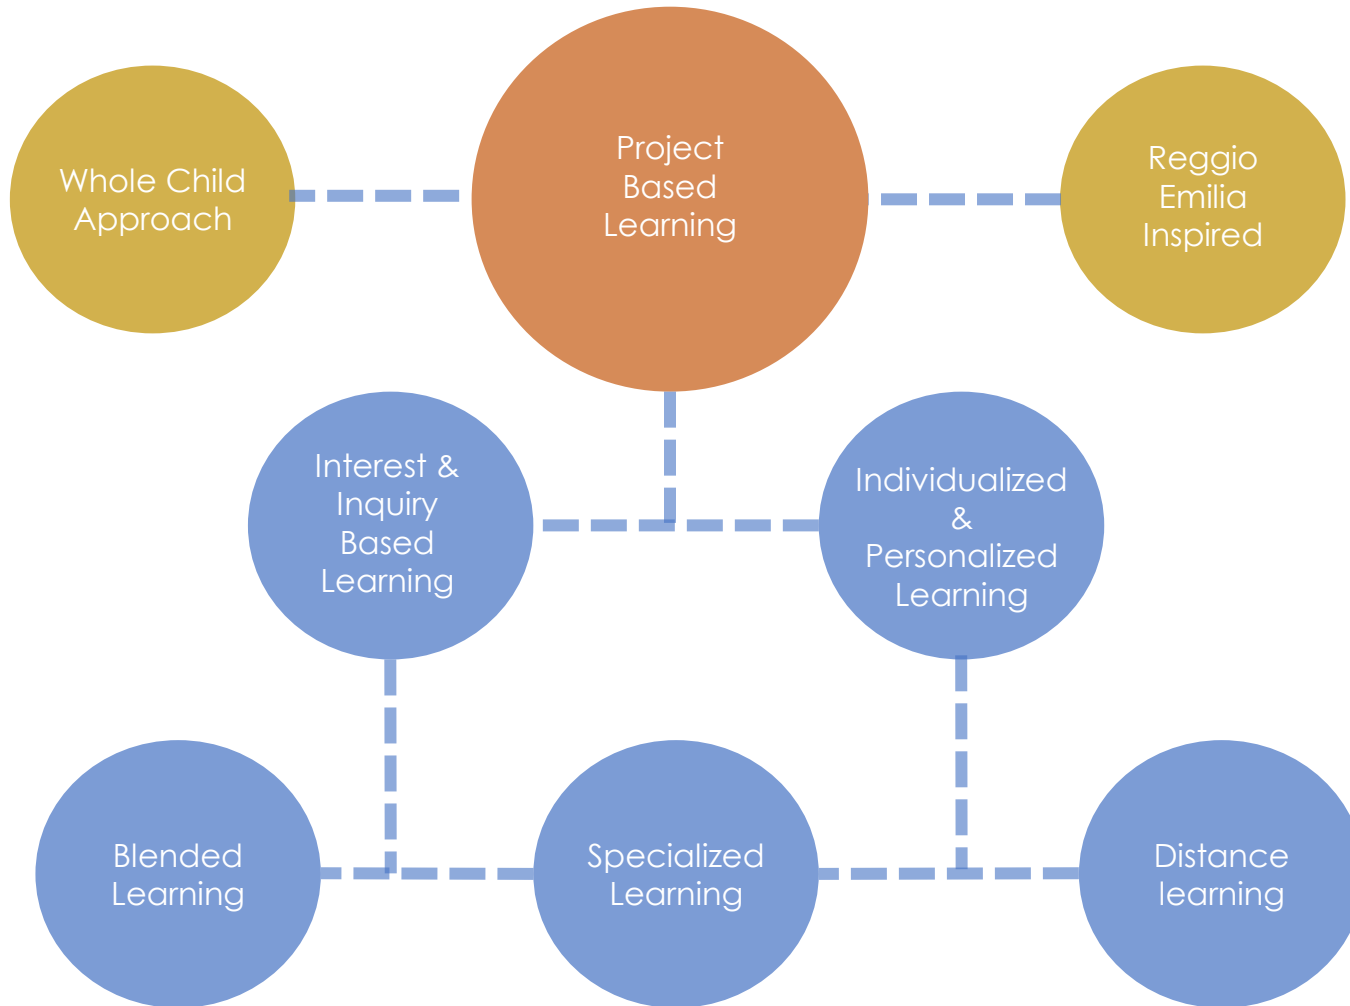 Whole Child
Approach
Project
Based
Learning
Reggio
Emilia
Inspired
Interest &
Inquiry
Based
Learning
Individualized
&
Personalized
Learning
Blended
Learning
Specialized
Learning
Distance
learning